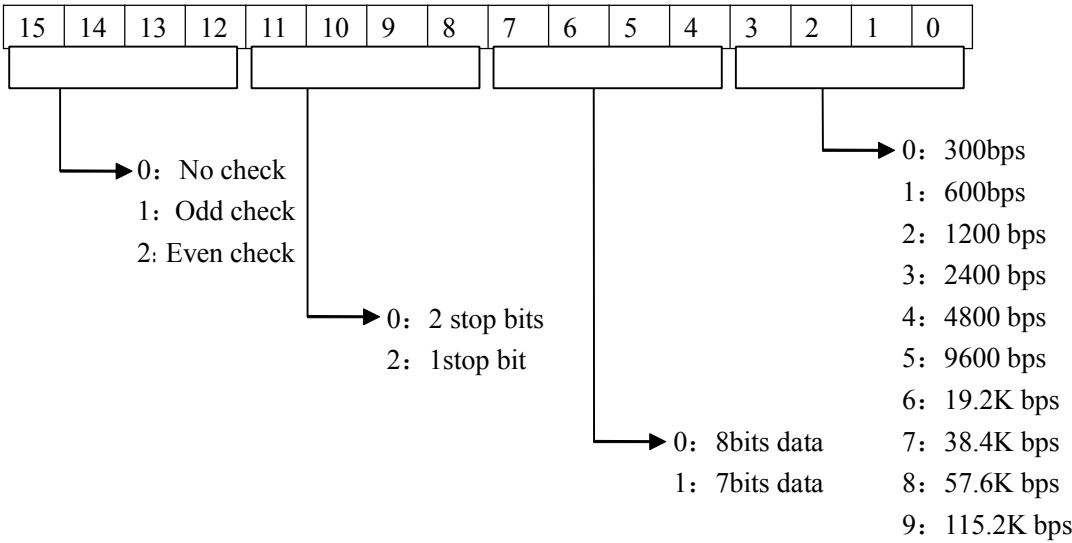 15 14 13 12 11 10 9 8 7 6 5 4 3 2 1 0
0：No check
1：Odd check
2: Even check
0：2 stop bits
2：1stop bit
0：8bits data
1：7bits data
0：300bps
1：600bps
2：1200 bps
3：2400 bps
4：4800 bps
5：9600 bps
6：19.2K bps
7：38.4K bps
8：57.6K bps
9：115.2K bps